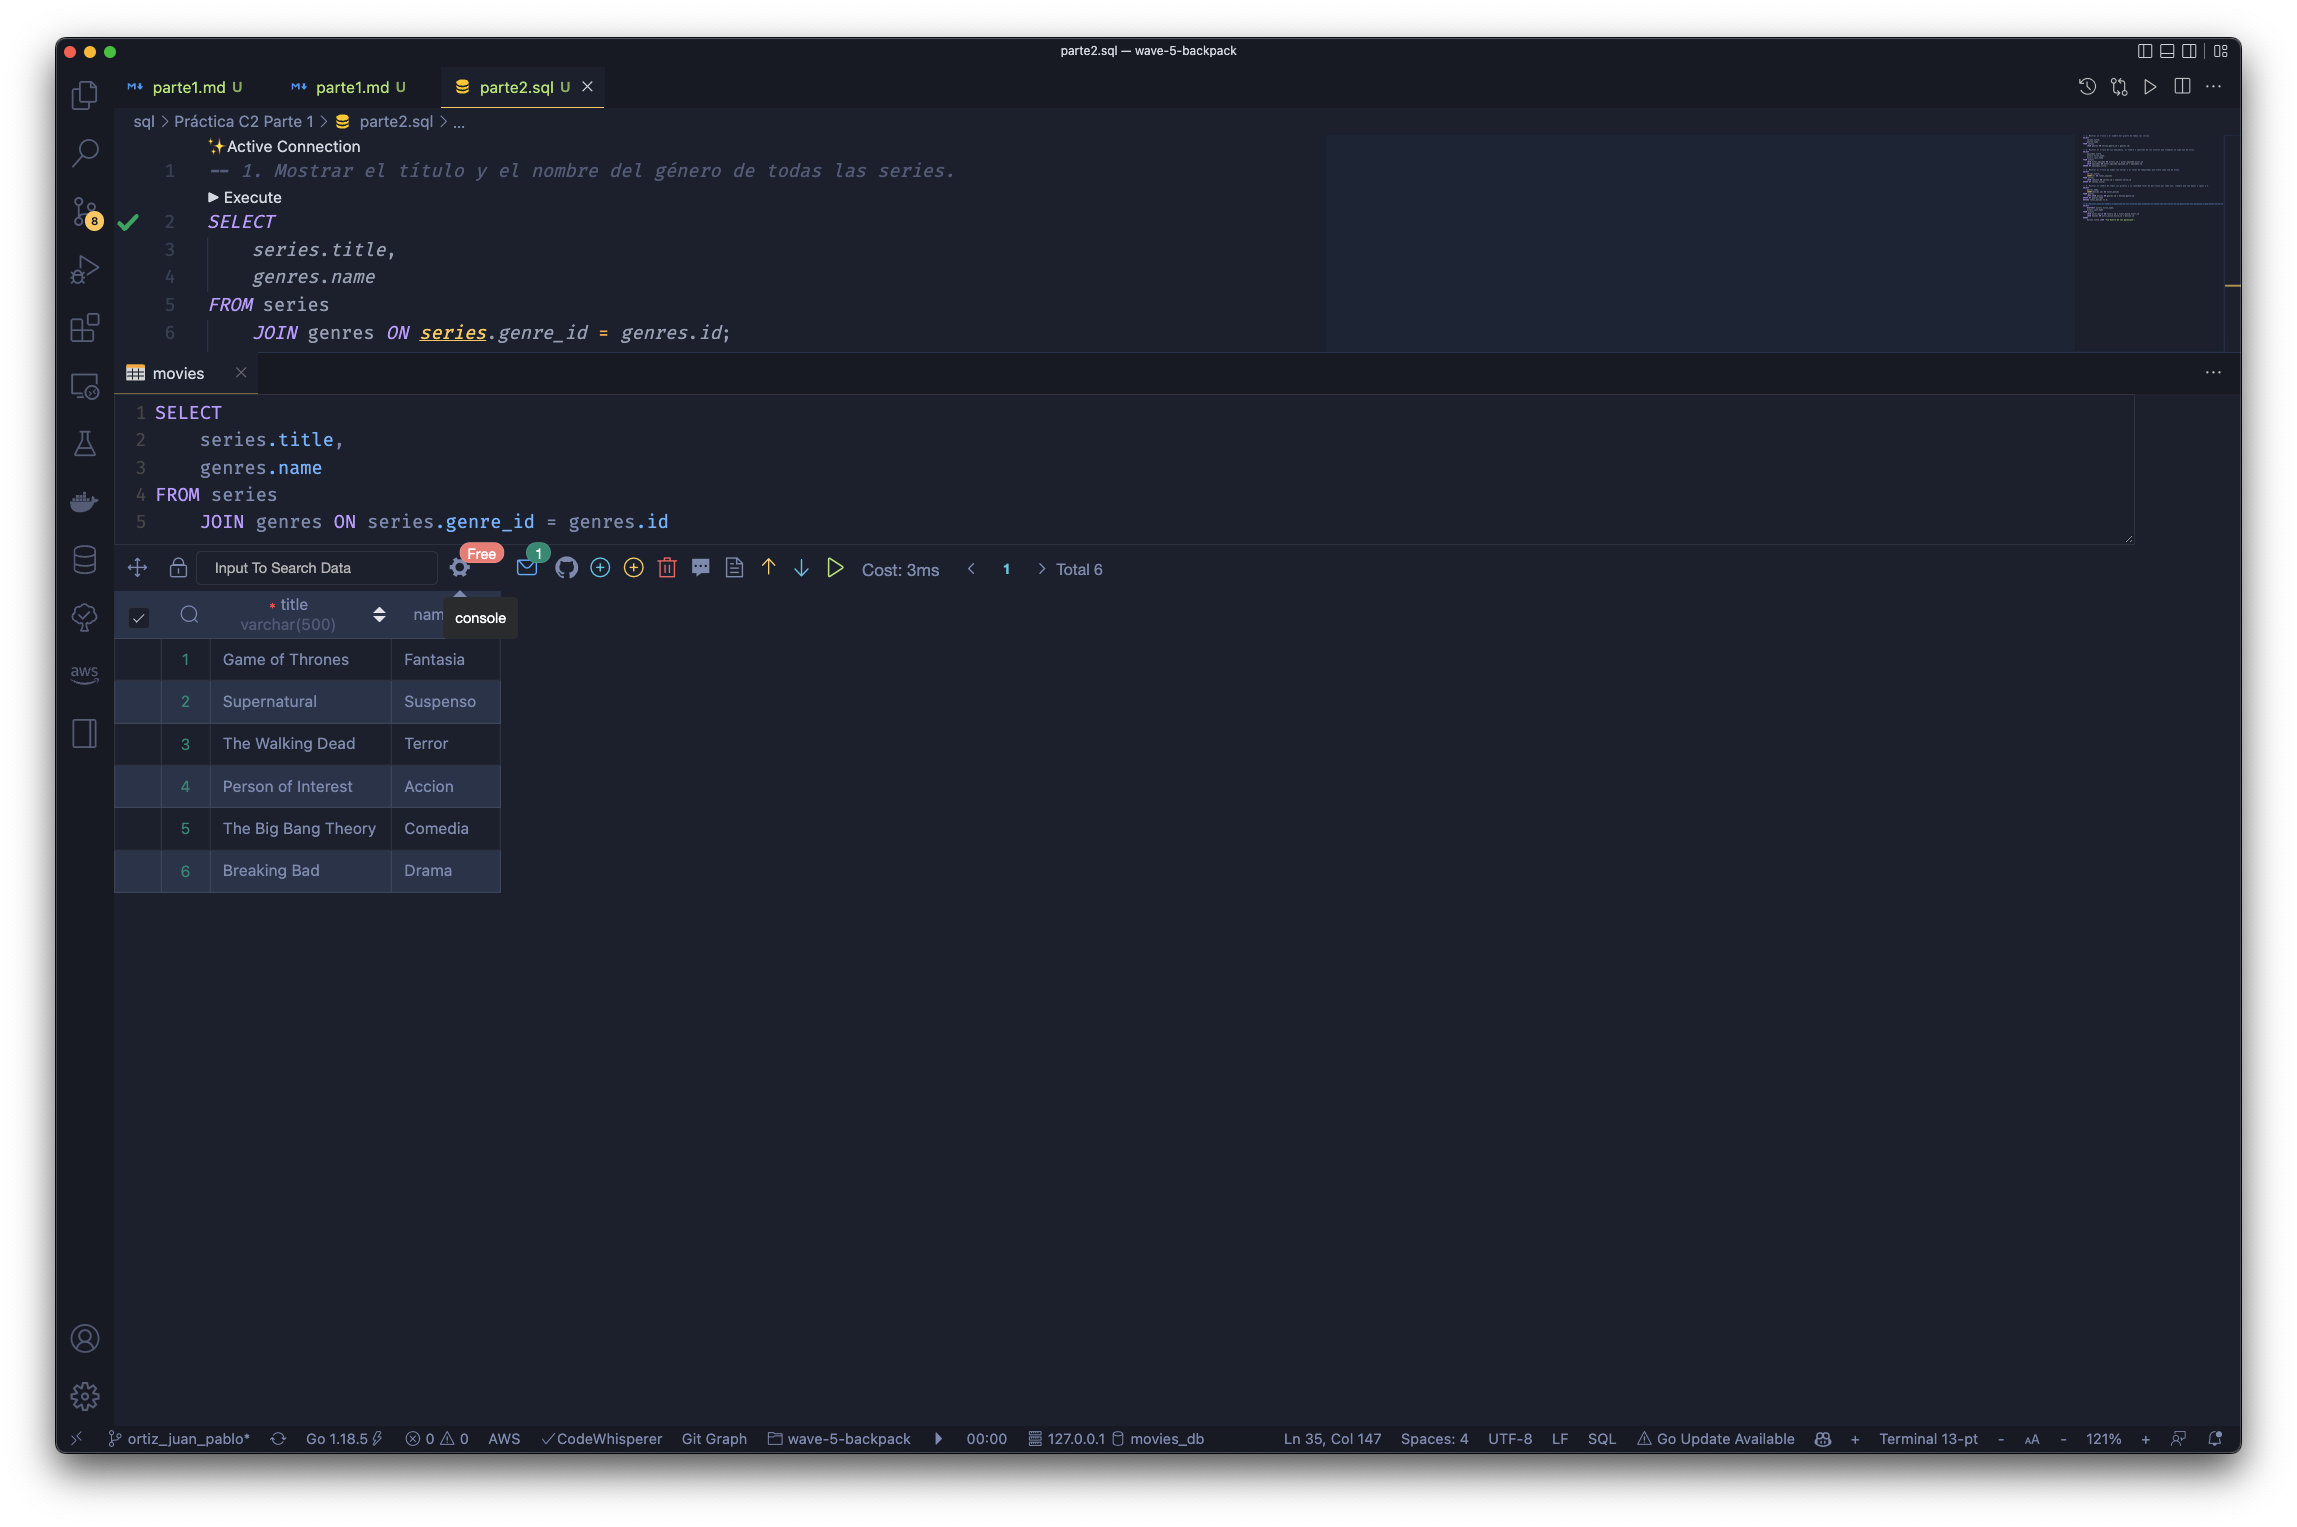 parte2.sql — wave-5-backpack
parte1.md U
parte1.md U
parte2.sql U
sql > Práctica C2 Parte 1 > parte2.sql > ...
✨Active Connection
1 -- 1. Mostrar el título y el nombre del género de todas las series.
▶ Execute
2 SELECT
3 series.title,
4 genres.name
5 FROM series
6 JOIN genres ON series.genre_id = genres.id;
8
movies
1 SELECT
2 series.title,
3 genres.name
4 FROM series
5 JOIN genres ON series.genre_id = genres.id
Input To Search Data
Free
1
Cost: 3ms < 1 > Total 6
* title
varchar(500)
nam
console
1 Game of Thrones Fantasia
2 Supernatural Suspenso
3 The Walking Dead Terror
4 Person of Interest Accion
5 The Big Bang Theory Comedia
6 Breaking Bad Drama
aws
ortiz_juan_pablo* Go 1.18.5 0 0 AWS CodeWhisperer Git Graph wave-5-backpack 00:00 127.0.0.1 movies_db Ln 35, Col 147 Spaces: 4 UTF-8 LF SQL Go Update Available + Terminal 13-pt - AA - 121% +